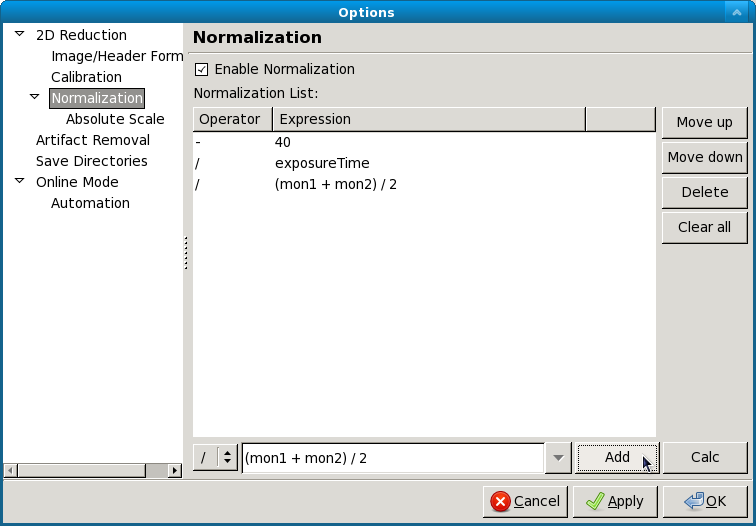 Options
2D Reduction
Image/Header Form
Calibration
Normalization
Absolute Scale
Artifact Removal
Save Directories
Online Mode
Automation
Normalization
Enable Normalization
Normalization List:
Operator Expression
- 40
/ exposureTime
/ (mon1 + mon2) / 2
Move up
Move down
Delete
Clear all
/ (mon1 + mon2) / 2 Add Calc
Cancel Apply OK